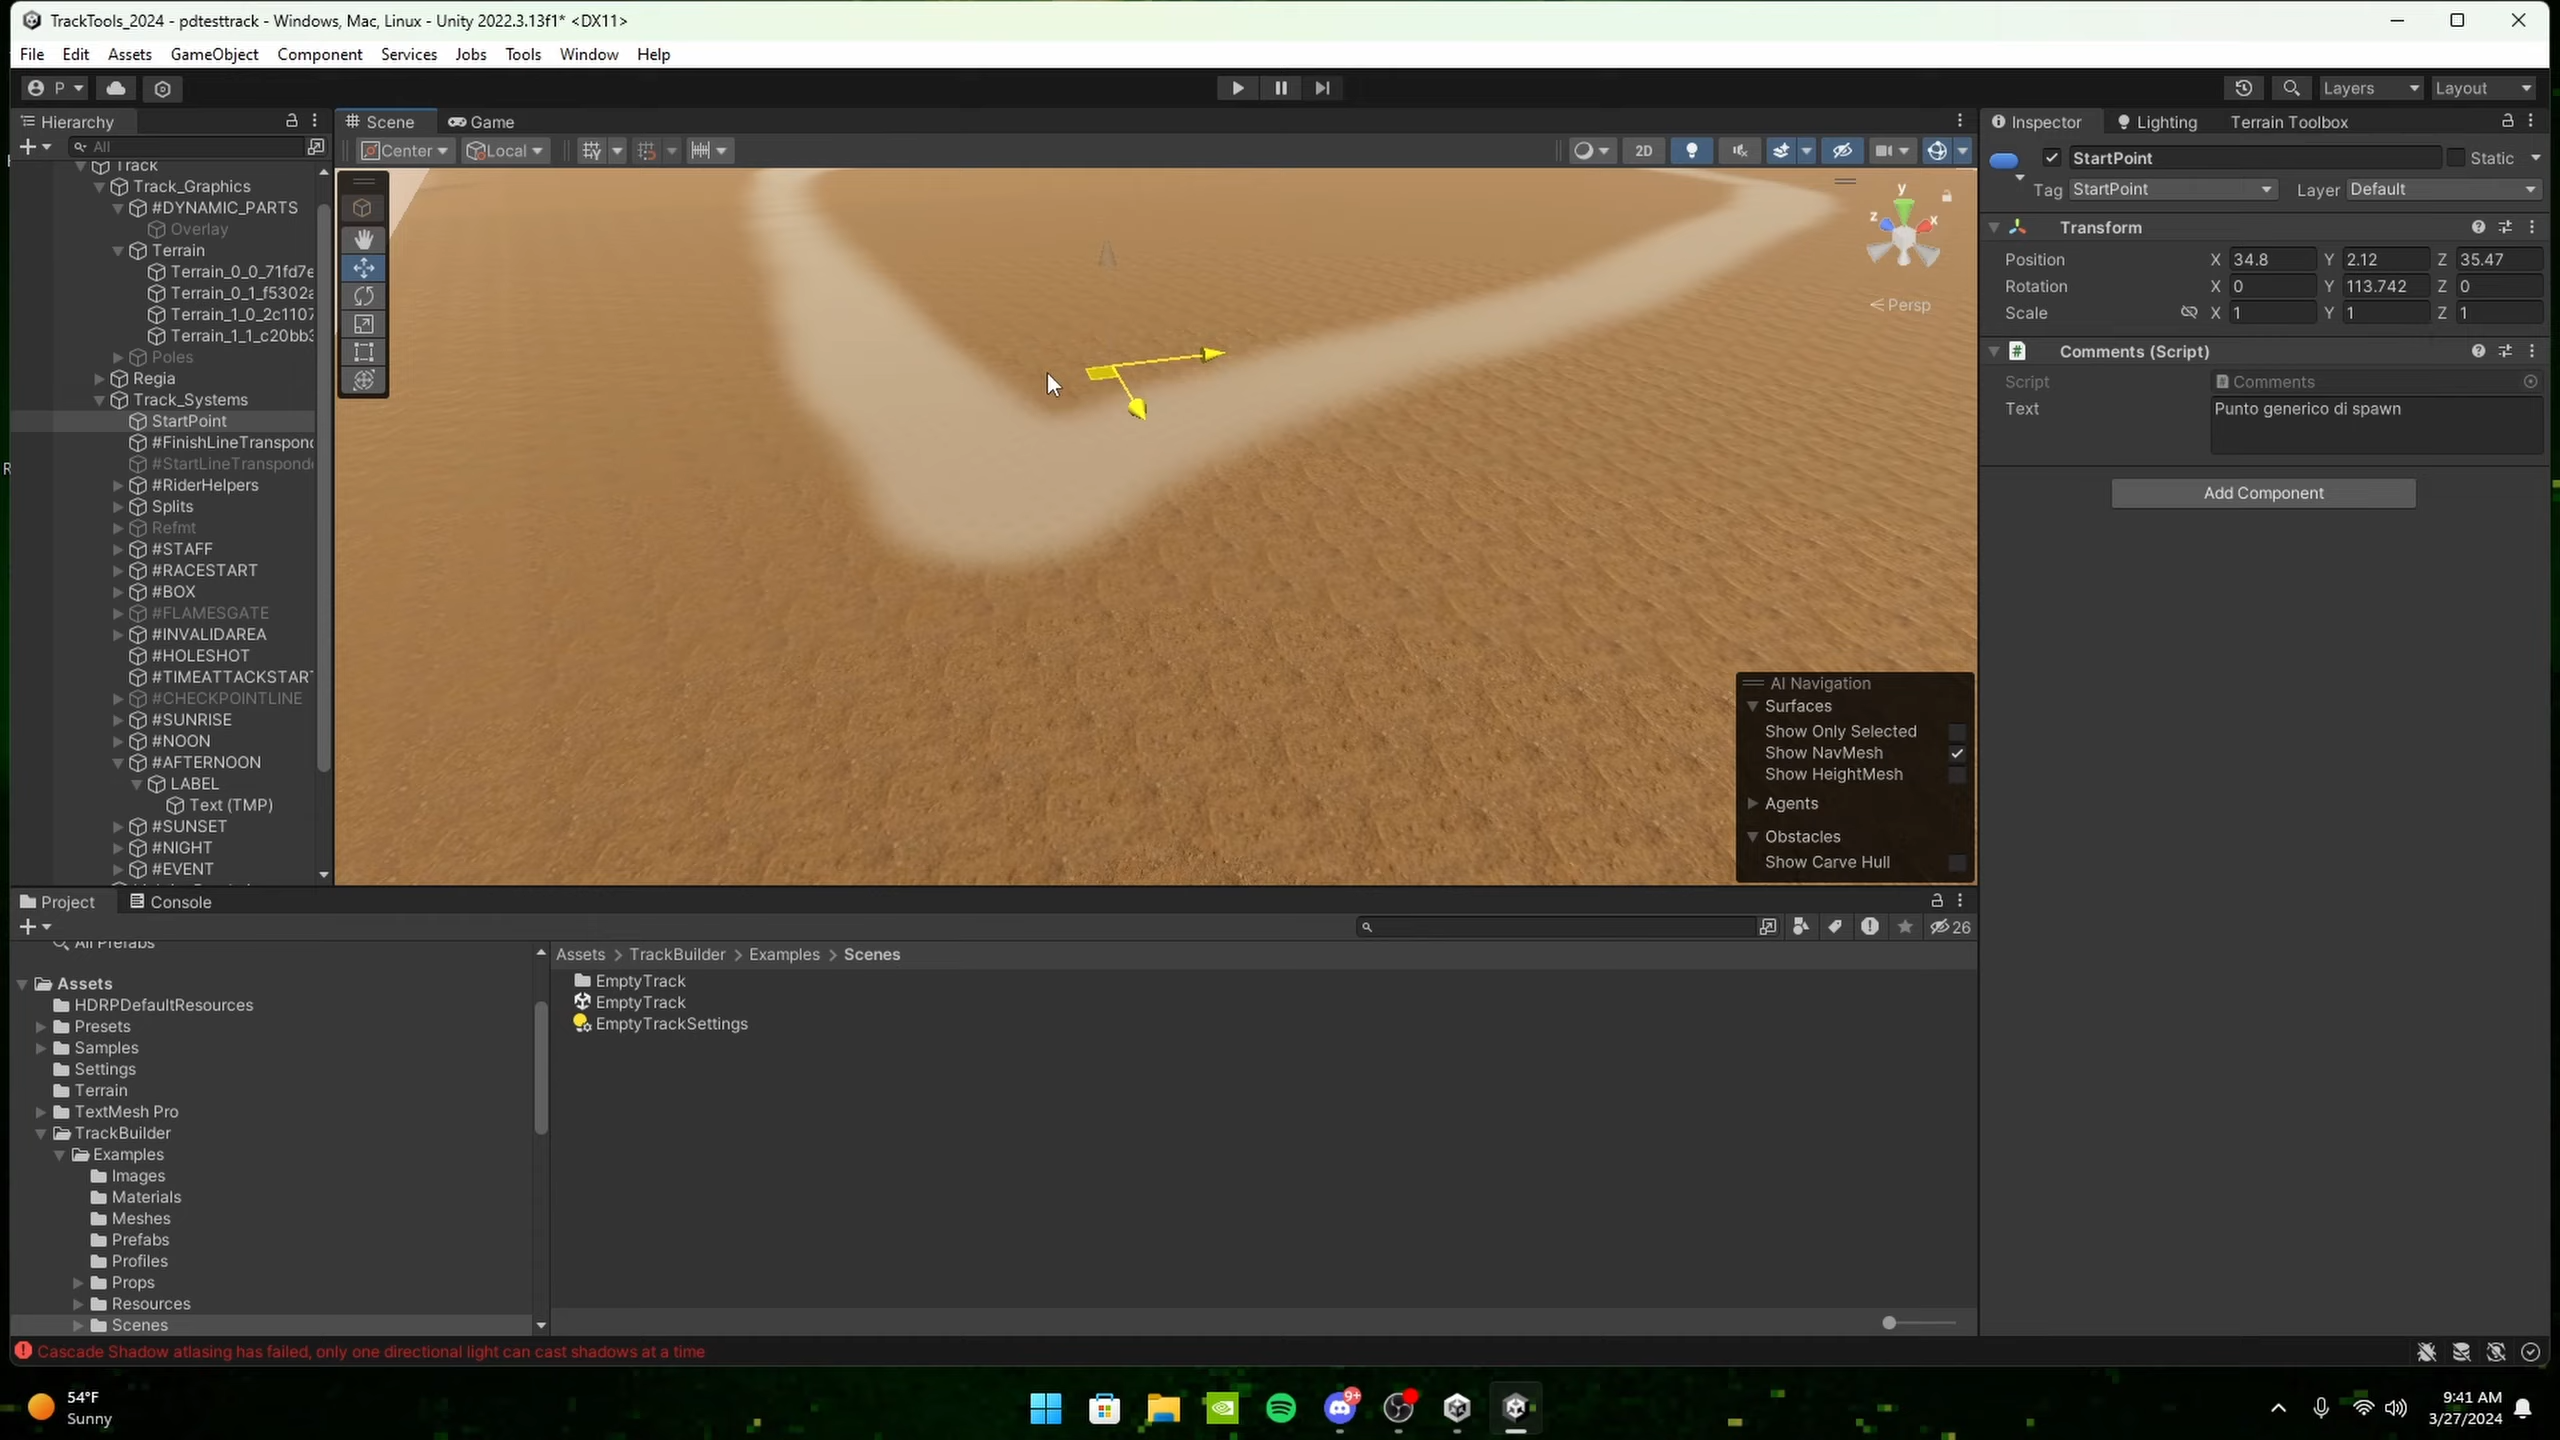 TrackTools_2024 - pdtesttrack - Windows, Mac, Linux - Unity 2022.3.13f1* <DX11>
File Edit Assets GameObject Component Services Jobs Tools Window Help
P
Layers Layout
Hierarchy
All
Track
Track_Graphics
#DYNAMIC_PARTS
Overlay
Terrain
Terrain_0_0_71fd7e
Terrain_0_1_f5302a
Terrain_1_0_2c1107
Terrain_1_1_c20bb3
Poles
Regia
Track_Systems
StartPoint
#FinishLineTranspond
#StartLineTransponde
#RiderHelpers
Splits
Refmt
#STAFF
#RACESTART
#BOX
#FLAMESGATE
#INVALIDAREA
#HOLESHOT
#TIMEATTACKSTART
#CHECKPOINTLINE
#SUNRISE
#NOON
#AFTERNOON
LABEL
Text (TMP)
#SUNSET
#NIGHT
#EVENT
Scene Game
Center Local 2D
y
z x
Persp
AI Navigation
Surfaces
Show Only Selected
Show NavMesh
Show HeightMesh
Agents
Obstacles
Show Carve Hull
Inspector Lighting Terrain Toolbox
StartPoint Static
Tag StartPoint Layer Default
Transform
Position X 34.8 Y 2.12 Z 35.47
Rotation X 0 Y 113.742 Z 0
Scale X 1 Y 1 Z 1
Comments (Script)
Script Comments
Text Punto generico di spawn
Add Component
Project Console
26
All Prefabs
Assets
HDRPDefaultResources
Presets
Samples
Settings
Terrain
TextMesh Pro
TrackBuilder
Examples
Images
Materials
Meshes
Prefabs
Profiles
Props
Resources
Scenes
Assets > TrackBuilder > Examples > Scenes
EmptyTrack
EmptyTrack
EmptyTrackSettings
Cascade Shadow atlasing has failed, only one directional light can cast shadows at a time
54°F
Sunny
9+
9:41 AM
3/27/2024